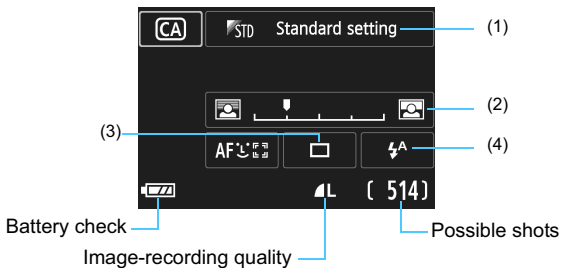 CA STD Standard setting (1)
(2)
(3) (4)
AF A
L [ 514]
Battery check Possible shots
Image-recording quality